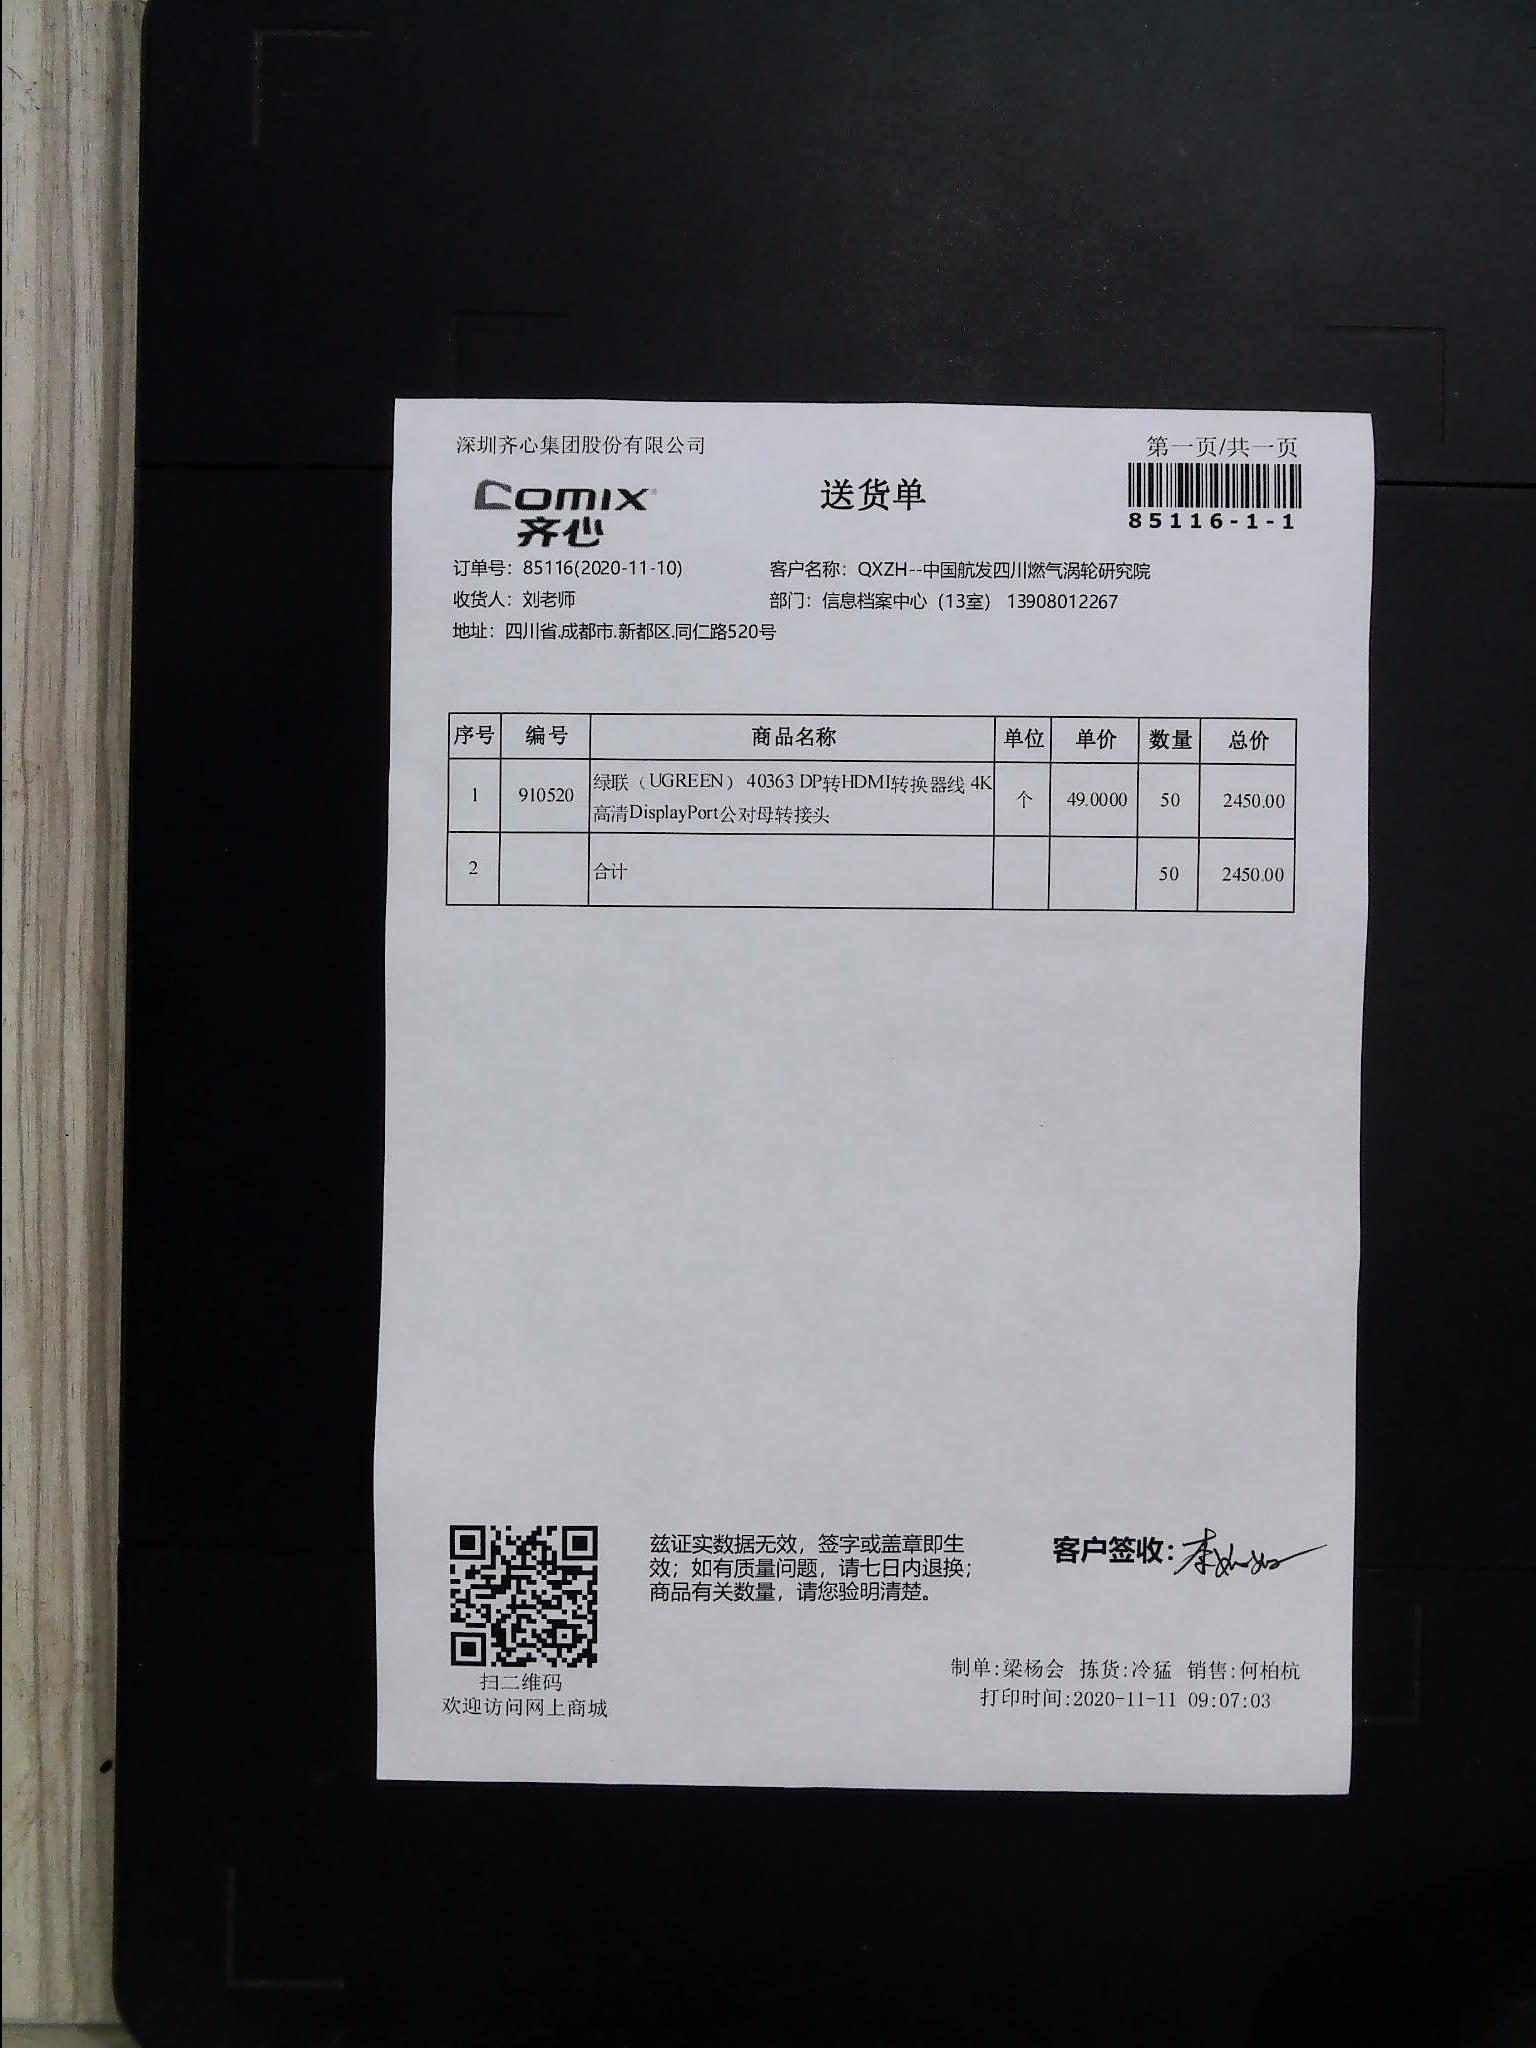 深圳齐心集团股份有限公司
第一页/共一页
COMIX
齐心
送货单
85116-1-1
订单号：85116(2020-11-10)
客户名称：QXZH--中国航发四川燃气涡轮研究院
收货人：刘老师
部门：信息档案中心（13室） 13908012267
地址：四川省.成都市.新都区.同仁路520号
序号 编号 商品名称 单位 单价 数量 总价
1 910520 绿联（UGREEN） 40363 DP转HDMI转换器线 4K 个 49.0000 50 2450.00
高清DisplayPort公对母转接头
2 合计 50 2450.00
兹证实数据无效，签字或盖章即生
效；如有质量问题，请七日内退换；
商品有关数量，请您验明清楚。
客户签收：
扫二维码
欢迎访问网上商城
制单:梁杨会 拣货:冷猛 销售:何柏杭
打印时间:2020-11-11 09:07:03